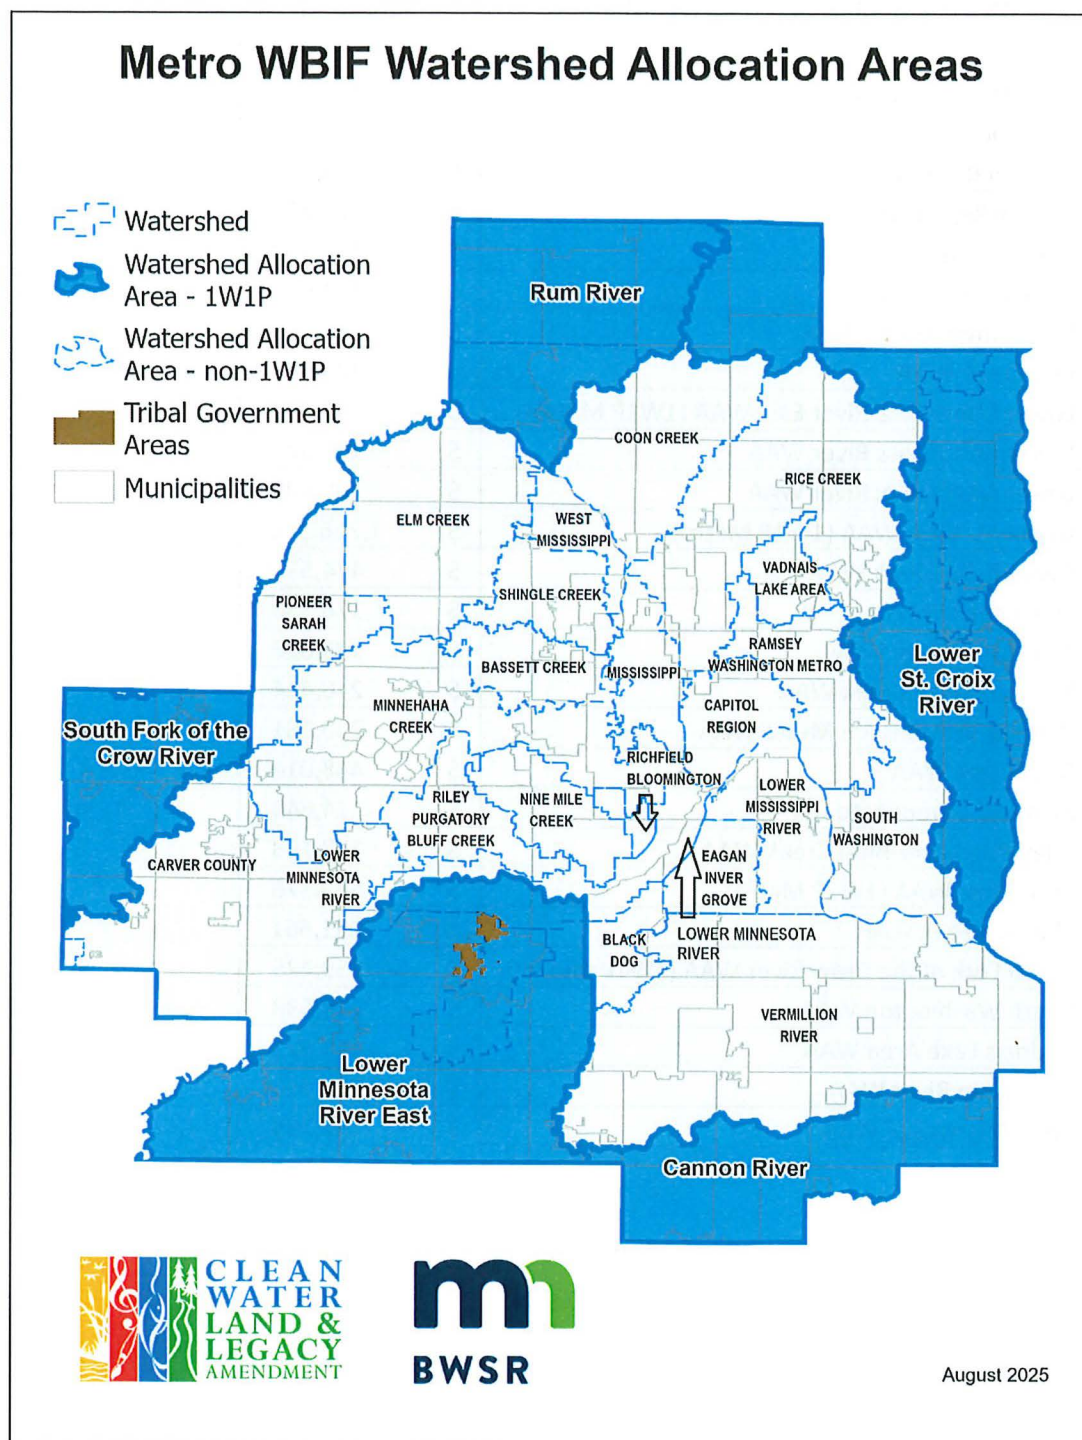 Metro WBIF Watershed Allocation Areas
Watershed
Watershed Allocation
Area - 1W1P
Watershed Allocation
Area - non-1W1P
Tribal Government
Areas
Municipalities
Rum River
COON CREEK
RICE CREEK
ELM CREEK
WEST
MISSISSIPPI
VADNAIS
LAKE AREA
SHINGLE CREEK
PIONEER
SARAH
CREEK
RAMSEY
WASHINGTON METRO
BASSETT CREEK
MISSISSIPPI
Lower
St. Croix
River
MINNEHAHA
CREEK
CAPITOL
REGION
South Fork of the
Crow River
RICHFIELD
BLOOMINGTON
LOWER
MISSISSIPPI
RIVER
RILEY
PURGATORY
BLUFF CREEK
NINE MILE
CREEK
SOUTH
WASHINGTON
CARVER COUNTY
LOWER
MINNESOTA
RIVER
EAGAN
INVER
GROVE
BLACK
DOG
LOWER MINNESOTA
RIVER
VERMILLION
RIVER
Lower
Minnesota
River East
Cannon River
CLEAN
WATER
LAND &
LEGACY
AMENDMENT
mn
BWSR
August 2025